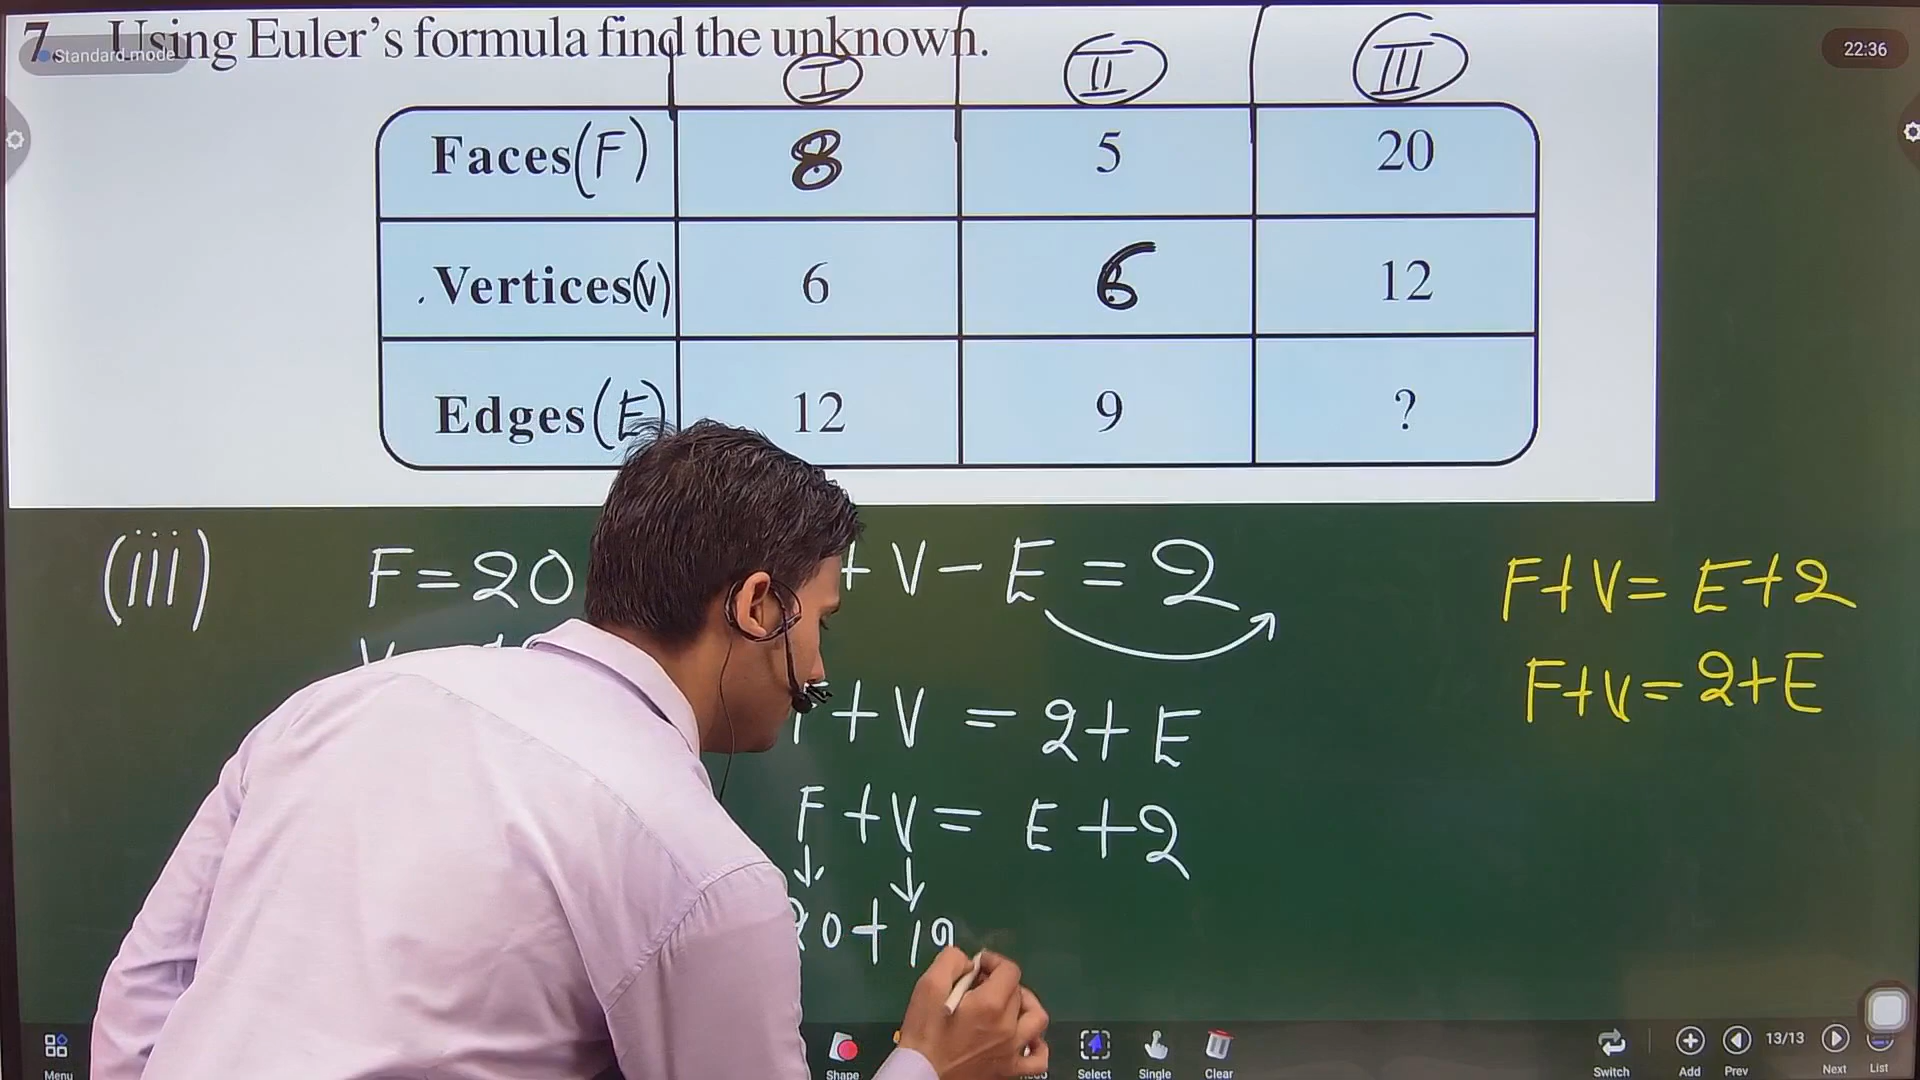 7. Using Euler's formula find the unknown.
Standard mode
22:36
I II III
Faces (F) 8 5 20
Vertices (V) 6 6 12
Edges (E) 12 9 ?
(iii) F=20 + V - E = 2
F + V = 2 + E
F + V = E + 2
20 + 12
F+V = E+2
F+V = 2+E
Menu Shape Select Single Clear Switch Add Prev 13/13 Next List